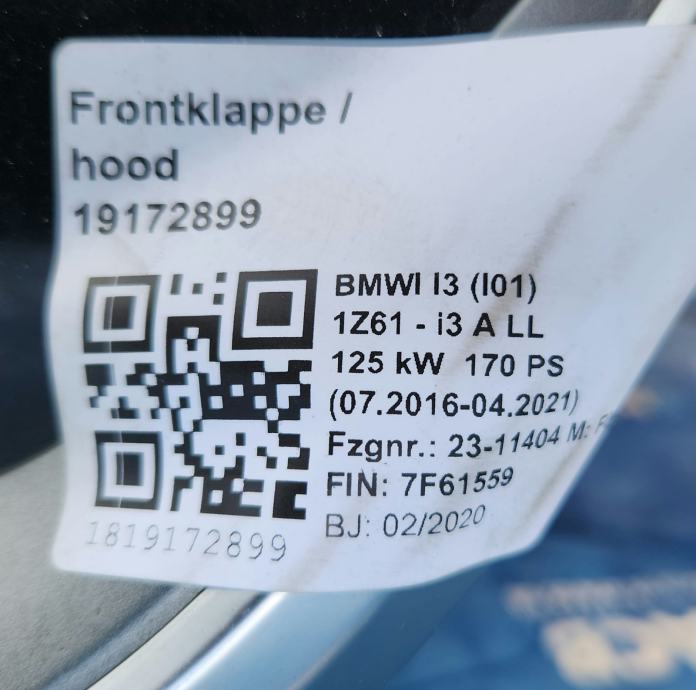 Frontklappe /
hood
19172899
BMWI I3 (I01)
1Z61 - i3 A LL
125 kW 170 PS
(07.2016-04.2021)
Fzgnr.: 23-11404 M:
FIN: 7F61559
BJ: 02/2020
1819172899